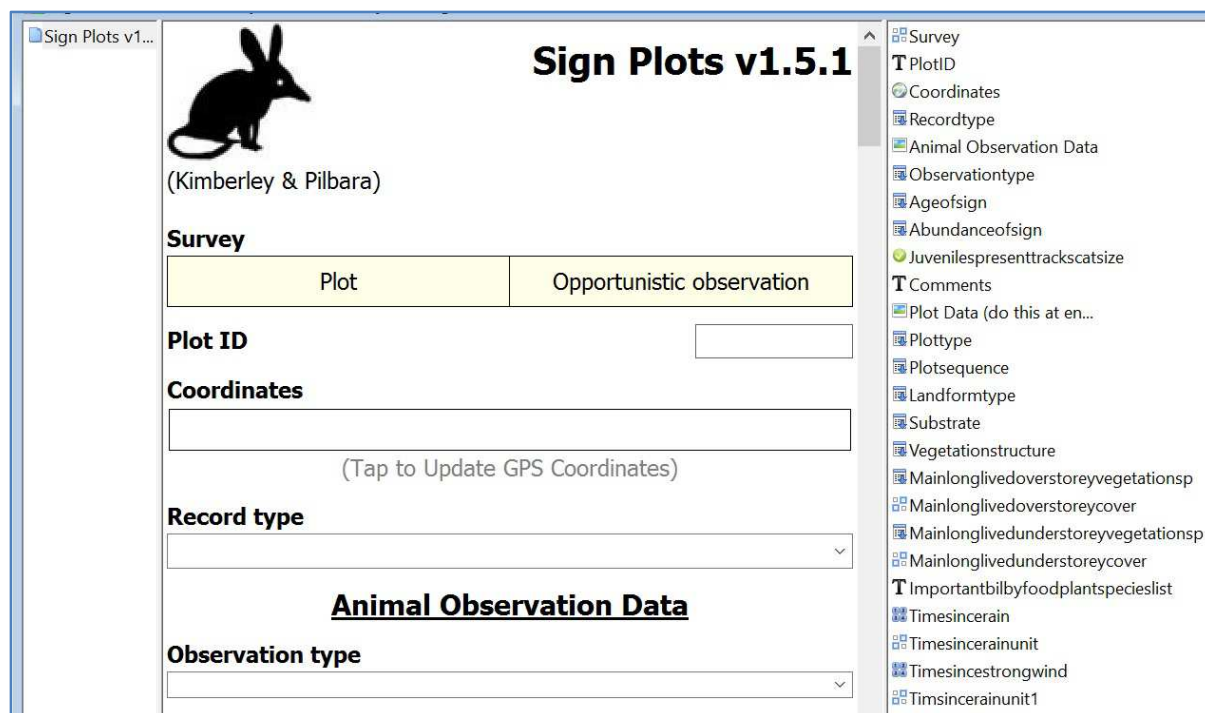 Sign Plots v1...
Sign Plots v1.5.1
(Kimberley & Pilbara)
Survey
Plot
Opportunistic observation
Plot ID
Coordinates
(Tap to Update GPS Coordinates)
Record type
Animal Observation Data
Observation type
Survey
PlotID
Coordinates
Recordtype
Animal Observation Data
Observationtype
Ageofsign
Abundanceofsign
Juvenilespresenttrackscatsize
Comments
Plot Data (do this at en...
Plottype
Plotsequence
Landformtype
Substrate
Vegetationstructure
Mainlonglivedoverstoreyvegetationsp
Mainlonglivedoverstoreycover
Mainlonglivedunderstoreyvegetationsp
Mainlonglivedunderstoreycover
Importantbilbyfoodplantspecieslist
Timesincerain
Timesincerainunit
Timesincestrongwind
Timsincerainunit1